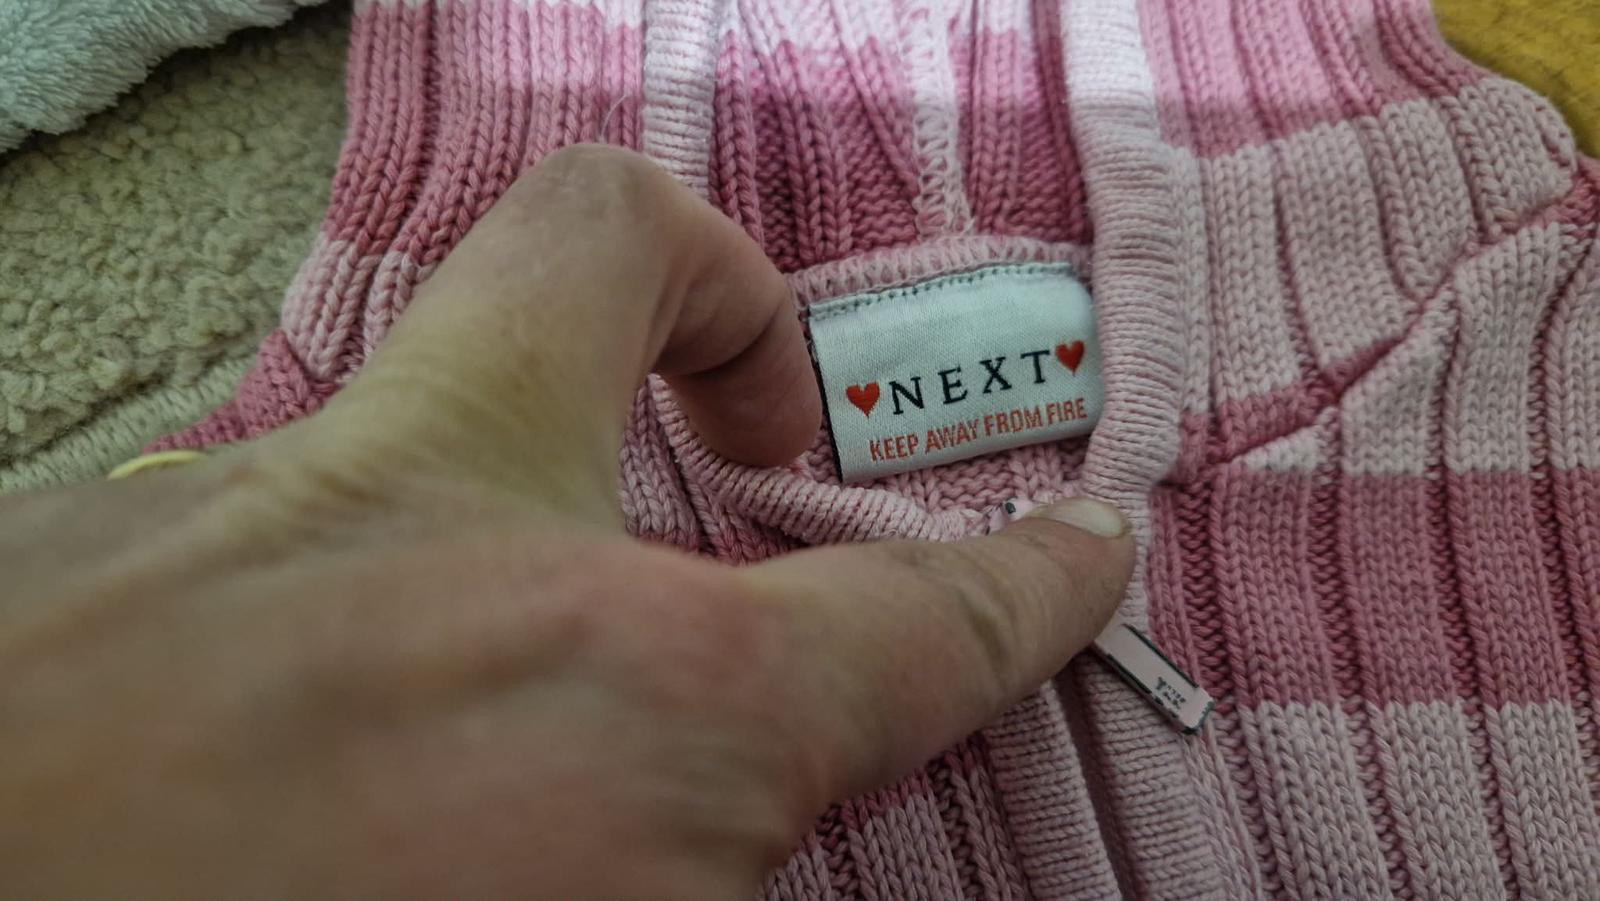 ♥NEXT♥
KEEP AWAY FROM FIRE